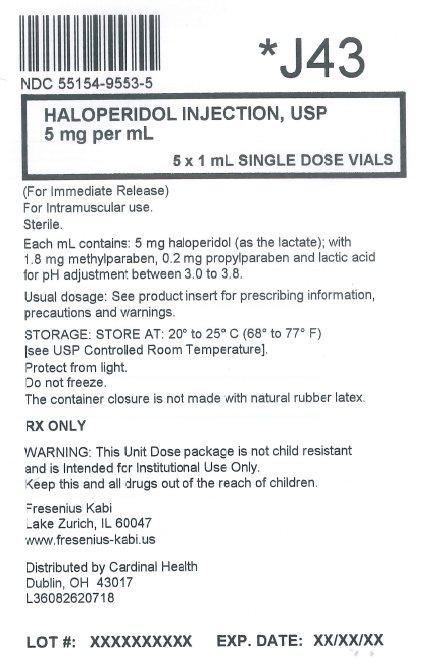 *J43
NDC 55154-9553-5
HALOPERIDOL INJECTION, USP
5 mg per mL
5 x 1 mL SINGLE DOSE VIALS
(For Immediate Release)
For Intramuscular use.
Sterile.
Each mL contains: 5 mg haloperidol (as the lactate); with
1.8 mg methylparaben, 0.2 mg propylparaben and lactic acid
for pH adjustment between 3.0 to 3.8.
Usual dosage: See product insert for prescribing information,
precautions and warnings.
STORAGE: STORE AT: 20° to 25° C (68° to 77° F)
[see USP Controlled Room Temperature].
Protect from light.
Do not freeze.
The container closure is not made with natural rubber latex.
RX ONLY
WARNING: This Unit Dose package is not child resistant
and is Intended for Institutional Use Only.
Keep this and all drugs out of the reach of children.
Fresenius Kabi
Lake Zurich, IL 60047
www.fresenius-kabi.us
Distributed by Cardinal Health
Dublin, OH 43017
L36082620718
LOT #: XXXXXXXXXX EXP. DATE: XX/XX/XX